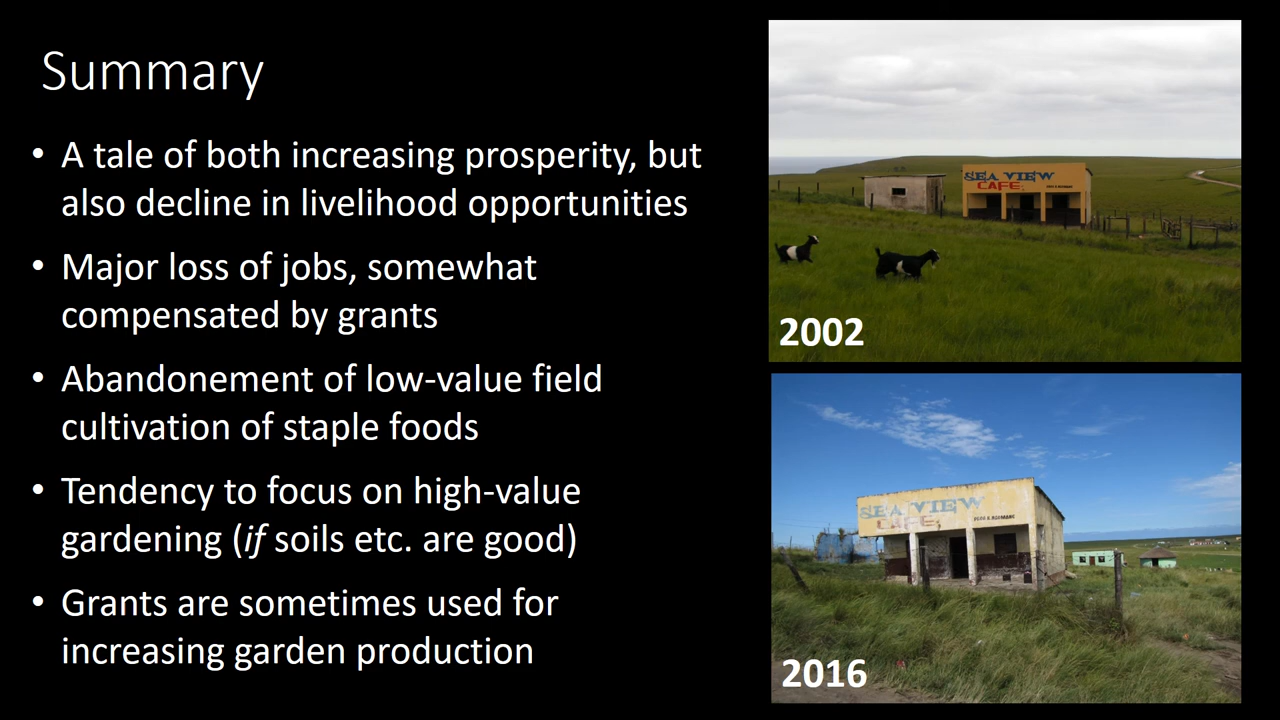 Summary
• A tale of both increasing prosperity, but
also decline in livelihood opportunities
• Major loss of jobs, somewhat
compensated by grants
• Abandonement of low-value field
cultivation of staple foods
• Tendency to focus on high-value
gardening (if soils etc. are good)
• Grants are sometimes used for
increasing garden production
SEA VIEW
CAFE
2002
SEA VIEW
CAFE
2016